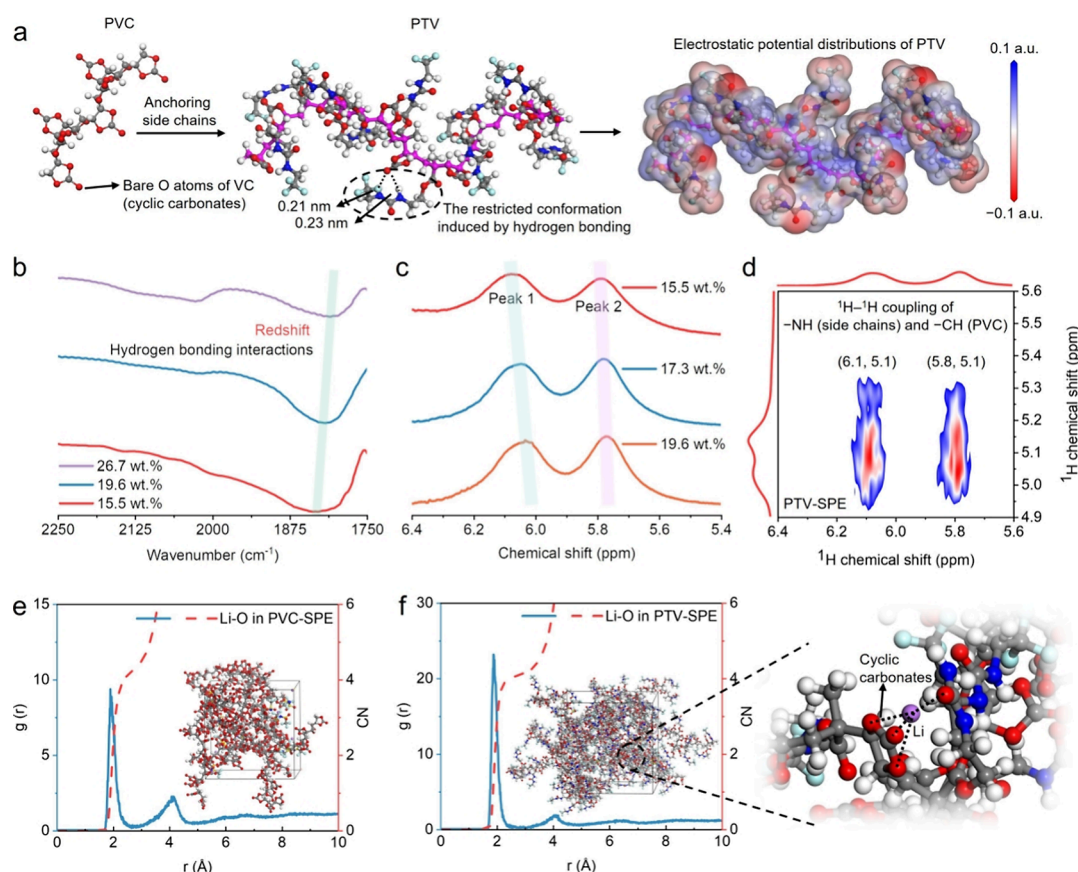 a
PVC
PTV
Electrostatic potential distributions of PTV
0.1 a.u.
Anchoring
side chains
Bare O atoms of VC
(cyclic carbonates)
0.21 nm
0.23 nm
The restricted conformation
induced by hydrogen bonding
−0.1 a.u.
b
Redshift
Hydrogen bonding interactions
26.7 wt.%
19.6 wt.%
15.5 wt.%
2250
2000
1875
1750
Wavenumber (cm⁻¹)
c
Peak 1
Peak 2
15.5 wt.%
17.3 wt.%
19.6 wt.%
6.4
6.2
6.0
5.8
5.6
5.4
Chemical shift (ppm)
d
¹H–¹H coupling of
−NH (side chains) and −CH (PVC)
(6.1, 5.1)
(5.8, 5.1)
PTV-SPE
5.6
5.5
5.4
5.3
5.2
5.1
5.0
4.9
¹H chemical shift (ppm)
6.4
6.2
6.0
5.8
5.6
¹H chemical shift (ppm)
e
Li-O in PVC-SPE
15
10
5
0
g (r)
6
5
4
3
2
1
0
CN
0
2
4
6
8
10
r (Å)
f
Li-O in PTV-SPE
30
25
20
15
10
5
0
g (r)
6
5
4
3
2
1
0
CN
0
2
4
6
8
10
r (Å)
Cyclic
carbonates
Li